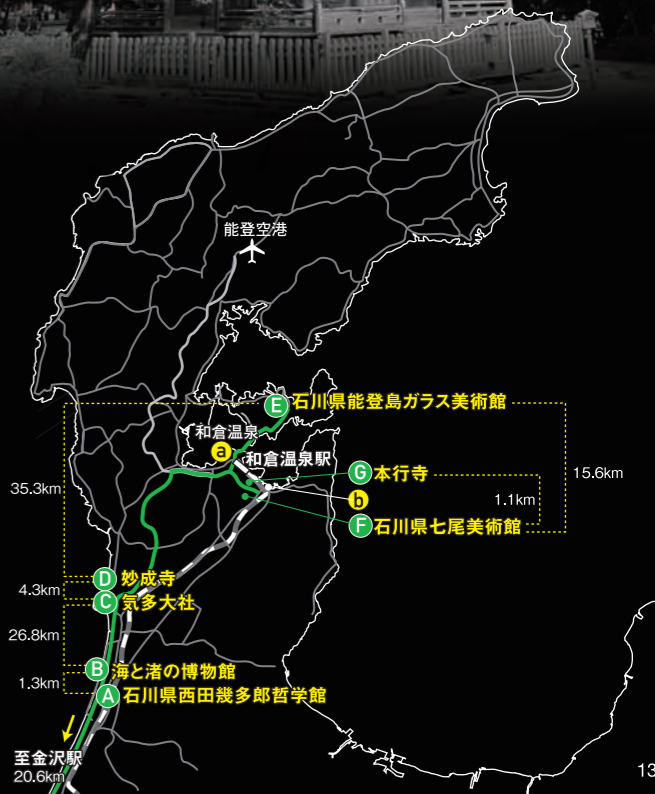 能登空港
E 石川県能登島ガラス美術館
和倉温泉
a
和倉温泉駅
G 本行寺
15.6km
35.3km
1.1km
b
F 石川県七尾美術館
D 妙成寺
4.3km
C 気多大社
26.8km
B 海と渚の博物館
1.3km
A 石川県西田幾多郎哲学館
至金沢駅
20.6km
13